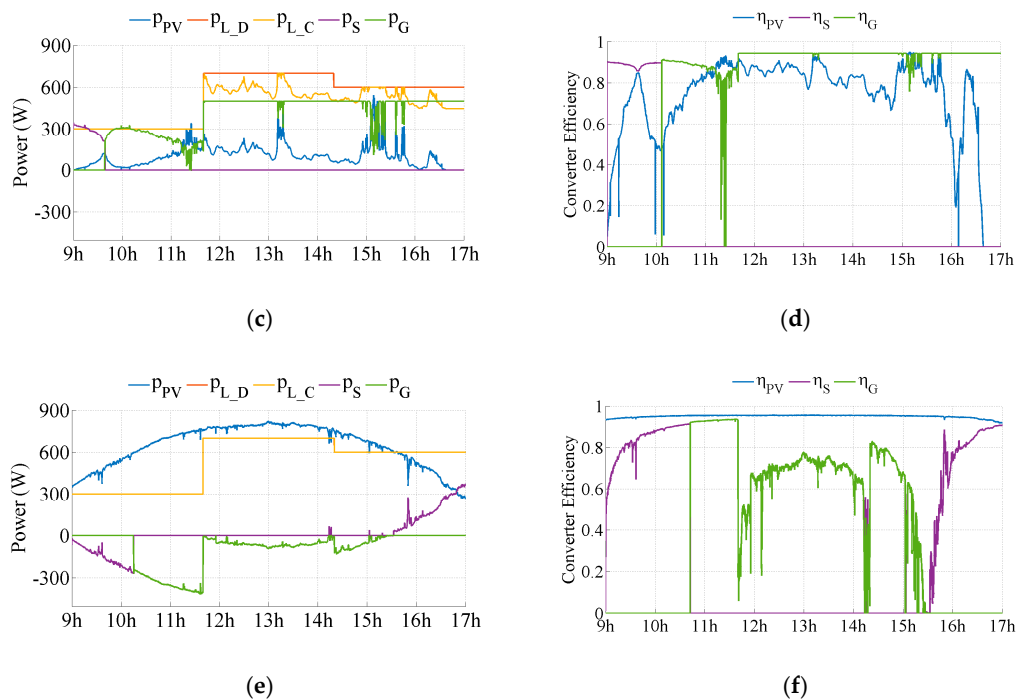 p_PV p_L_D p_L_C p_S p_G
Power (W)
900
600
300
0
-300
9h 10h 11h 12h 13h 14h 15h 16h 17h
(c)
η_PV η_S η_G
Converter Efficiency
1
0.8
0.6
0.4
0.2
0
9h 10h 11h 12h 13h 14h 15h 16h 17h
(d)
p_PV p_L_D p_L_C p_S p_G
Power (W)
900
600
300
0
-300
9h 10h 11h 12h 13h 14h 15h 16h 17h
(e)
η_PV η_S η_G
Converter Efficiency
1
0.8
0.6
0.4
0.2
0
9h 10h 11h 12h 13h 14h 15h 16h 17h
(f)